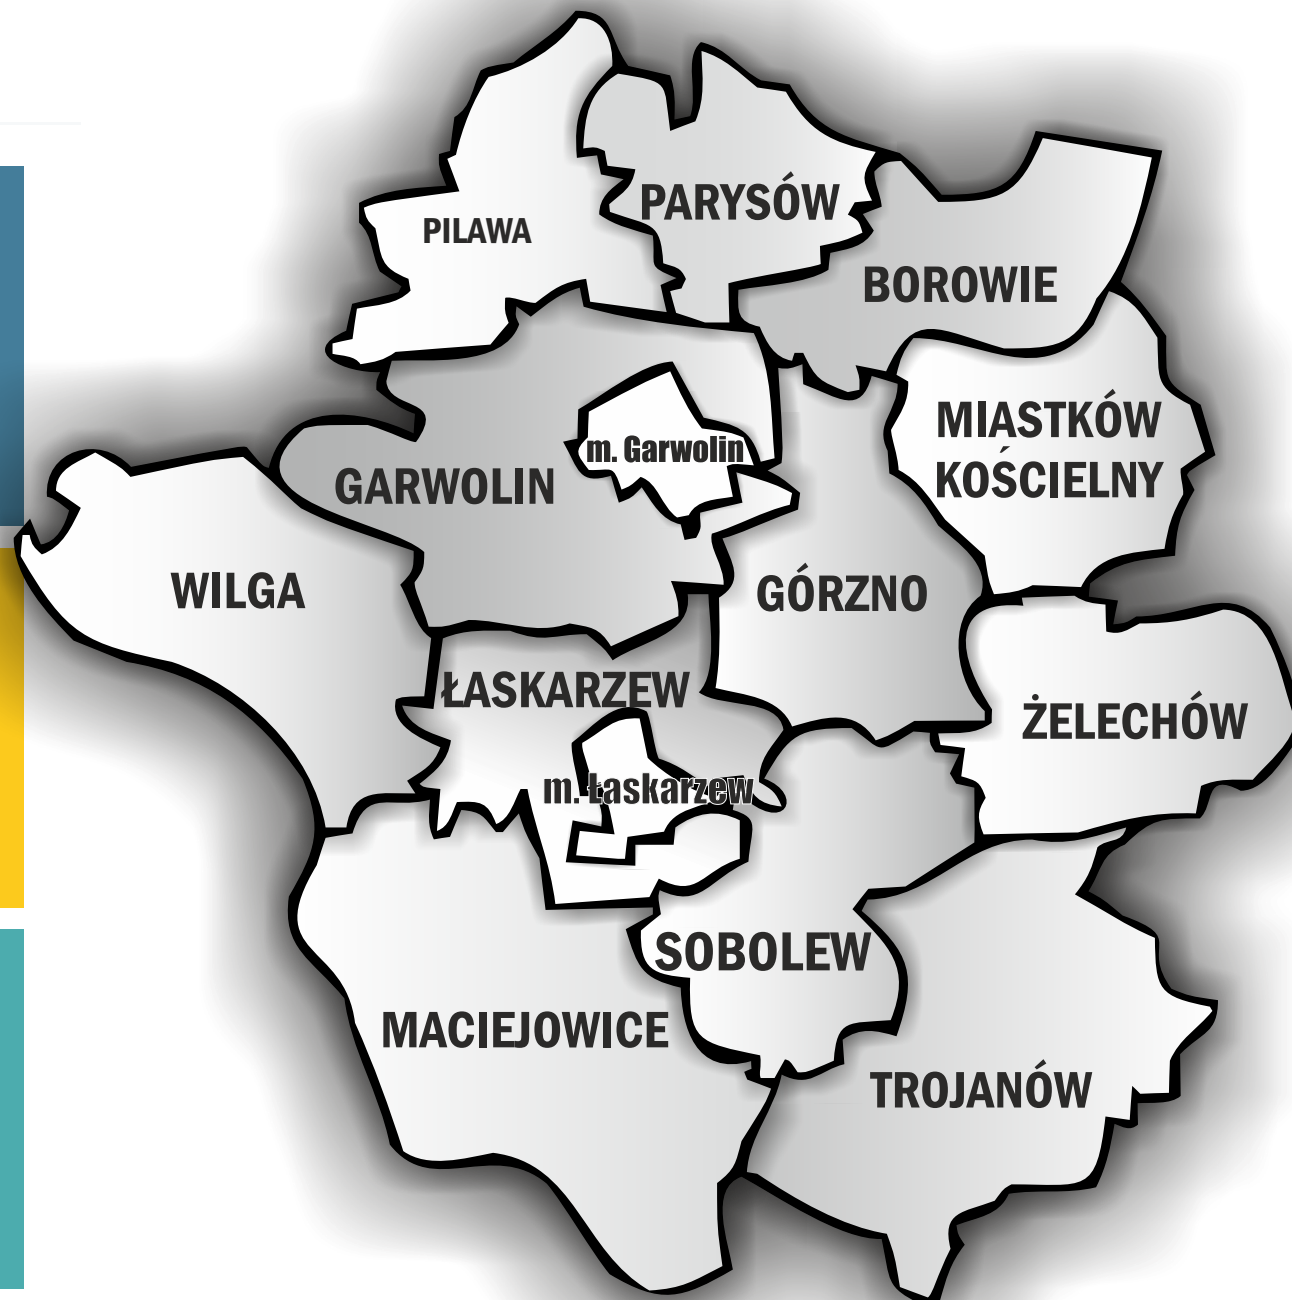 PARYSÓW
PILAWA
BOROWIE
MIASTKÓW
KOŚCIELNY
m. Garwolin
GARWOLIN
WILGA
GÓRZNO
ŁASKARZEW
ŻELECHÓW
m. Łaskarzew
SOBOLEW
MACIEJOWICE
TROJANÓW